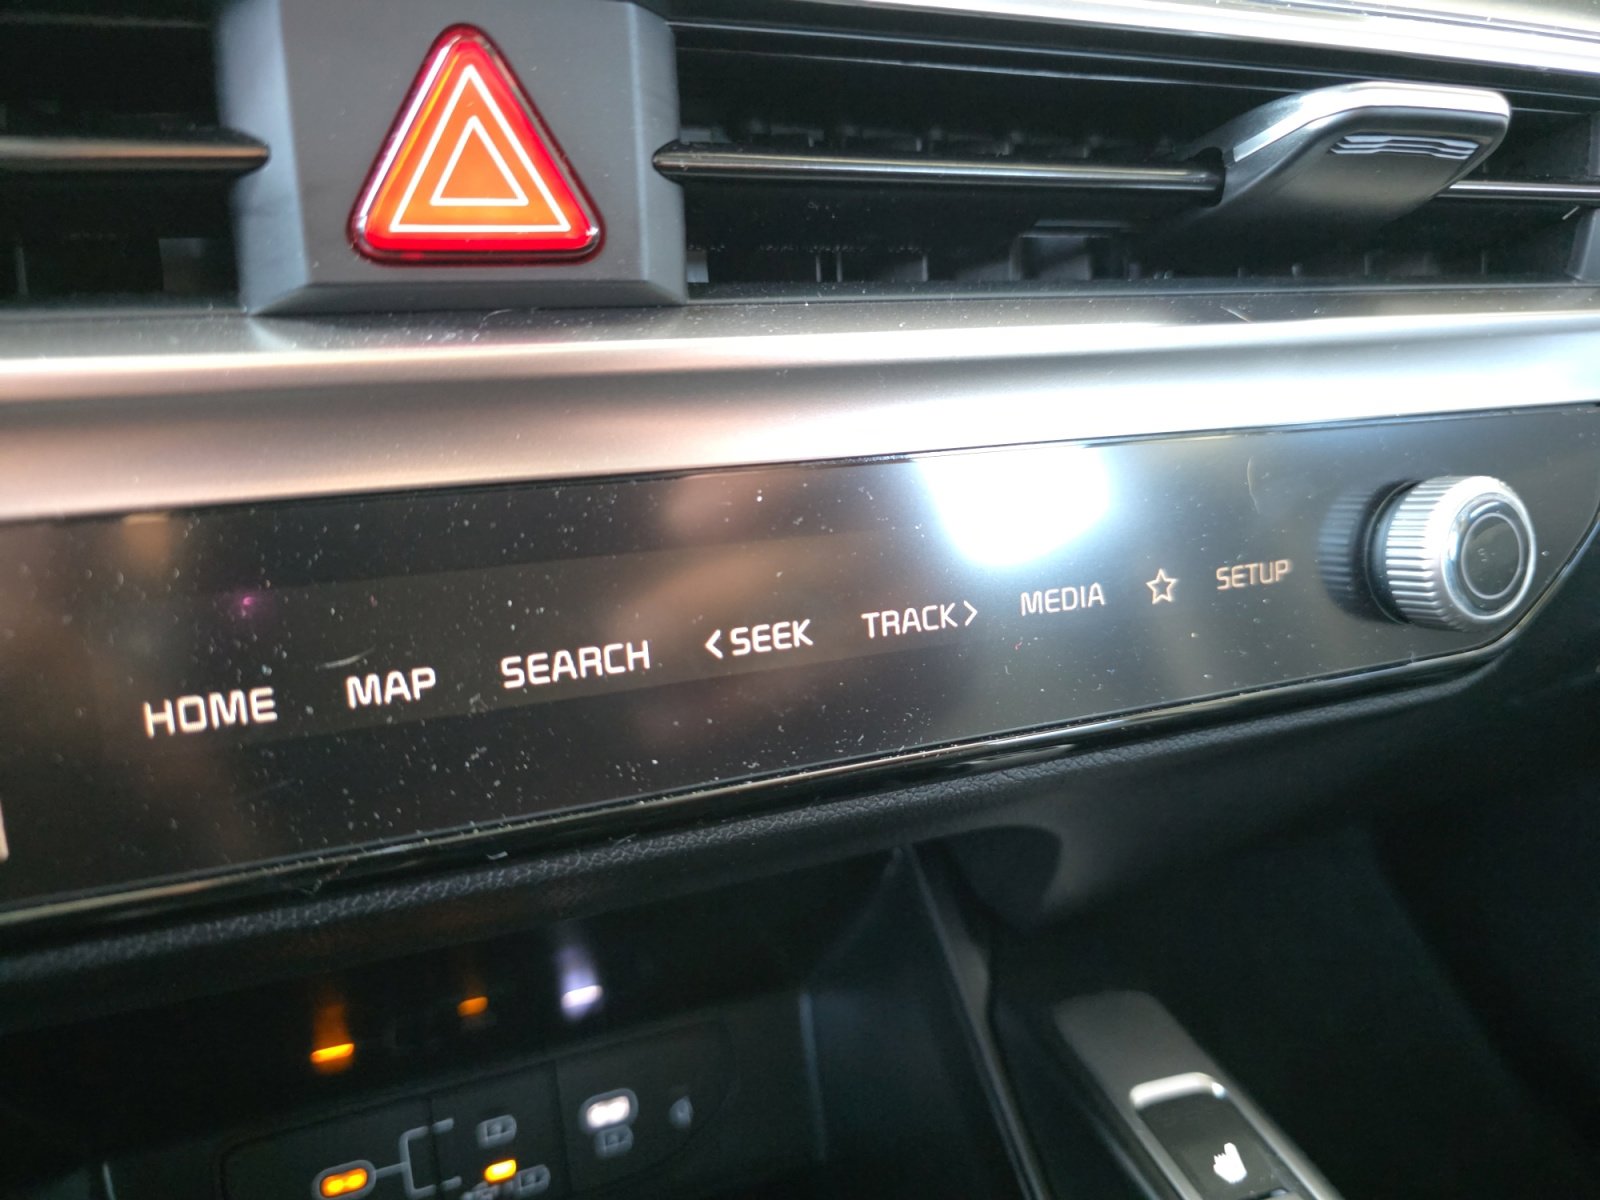 HOME MAP SEARCH <SEEK TRACK> MEDIA ☆ SETUP